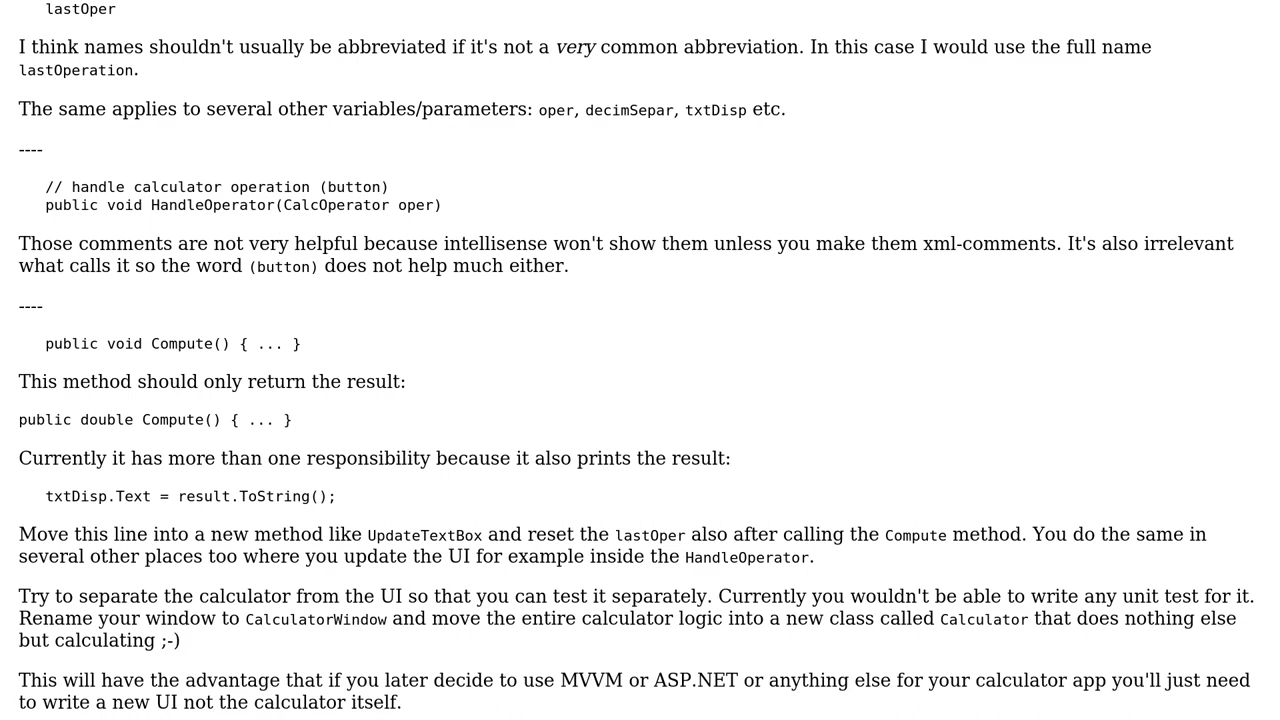 lastOper
I think names shouldn't usually be abbreviated if it's not a very common abbreviation. In this case I would use the full name
lastOperation.
The same applies to several other variables/parameters: oper, decimSepar, txtDisp etc.
----
// handle calculator operation (button)
public void HandleOperator(CalcOperator oper)
Those comments are not very helpful because intellisense won't show them unless you make them xml-comments. It's also irrelevant
what calls it so the word (button) does not help much either.
----
public void Compute() { ... }
This method should only return the result:
public double Compute() { ... }
Currently it has more than one responsibility because it also prints the result:
txtDisp.Text = result.ToString();
Move this line into a new method like UpdateTextBox and reset the lastOper also after calling the Compute method. You do the same in
several other places too where you update the UI for example inside the HandleOperator.
Try to separate the calculator from the UI so that you can test it separately. Currently you wouldn't be able to write any unit test for it.
Rename your window to CalculatorWindow and move the entire calculator logic into a new class called Calculator that does nothing else
but calculating ;-)
This will have the advantage that if you later decide to use MVVM or ASP.NET or anything else for your calculator app you'll just need
to write a new UI not the calculator itself.